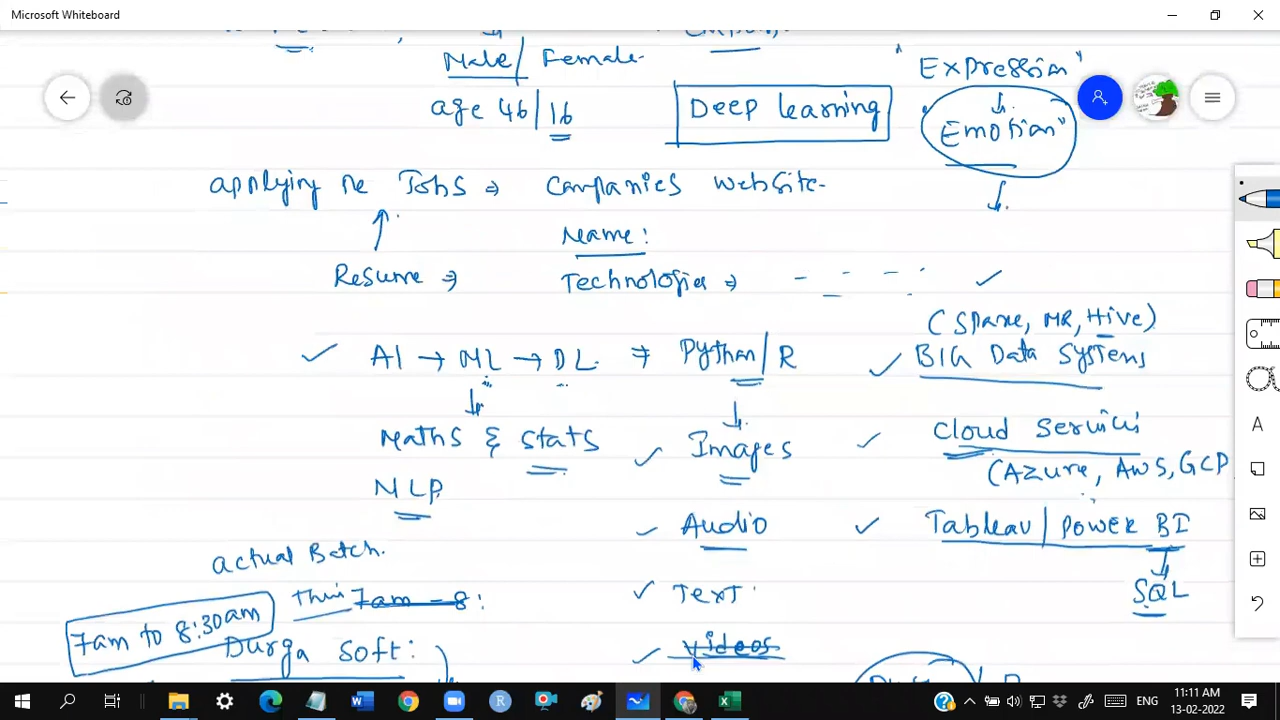 Microsoft Whiteboard
Male/ Female
"Expression"
age 46/16
Deep learning
Emotion"
applying Jobs ⇒ Companies website
Name:
Resume ⇒ Technologies ⇒ - - - -
(Spark, MR, Hive)
AI → ML → DL ⇒ Python/R
BIG Data Systems
Maths & stats
Images
Cloud Services
(Azure, AWS, GCP
NLP
Audio
Tableau | Power BI
actual Batch.
7am - 8:
Text
SQL
7am to 8:30am
Durga Soft:
Videos
ENG
11:11 AM
13-02-2022